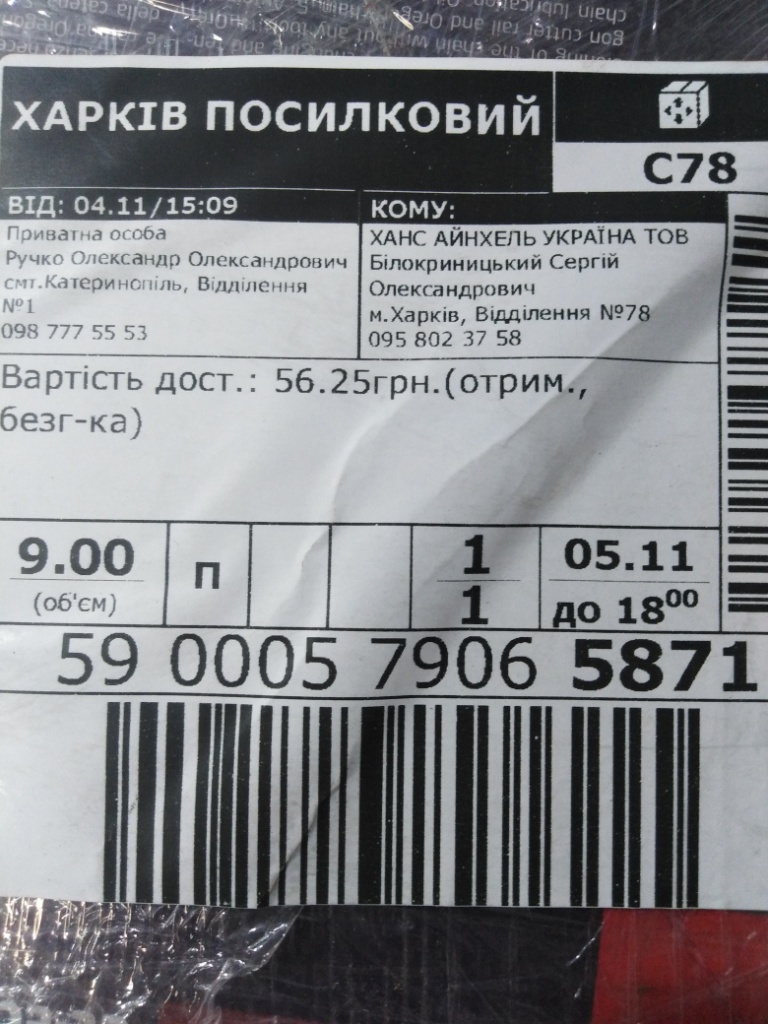 ХАРКІВ ПОСИЛКОВИЙ
С78
ВІД: 04.11/15:09
Приватна особа
Ручко Олександр Олександрович
смт.Катеринопіль, Відділення
№1
098 777 55 53
КОМУ:
ХАНС АЙНХЕЛЬ УКРАЇНА ТОВ
Білокриницький Сергій
Олександрович
м.Харків, Відділення №78
095 802 37 58
Вартість дост.: 56.25грн.(отрим.,
безг-ка)
9.00
(об'єм)
П
1
1
05.11
до 18⁰⁰
59 0005 7906 5871